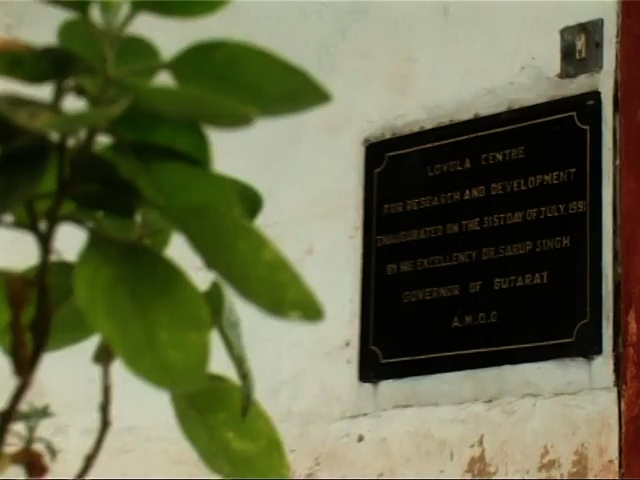 LOYOLA CENTRE
FOR RESEARCH AND DEVELOPMENT
INAUGURATED ON THE 31ST DAY OF JULY, 1991
BY HIS EXCELLENCY DR. SARUP SINGH
GOVERNOR OF GUJARAT
A.M.D.G